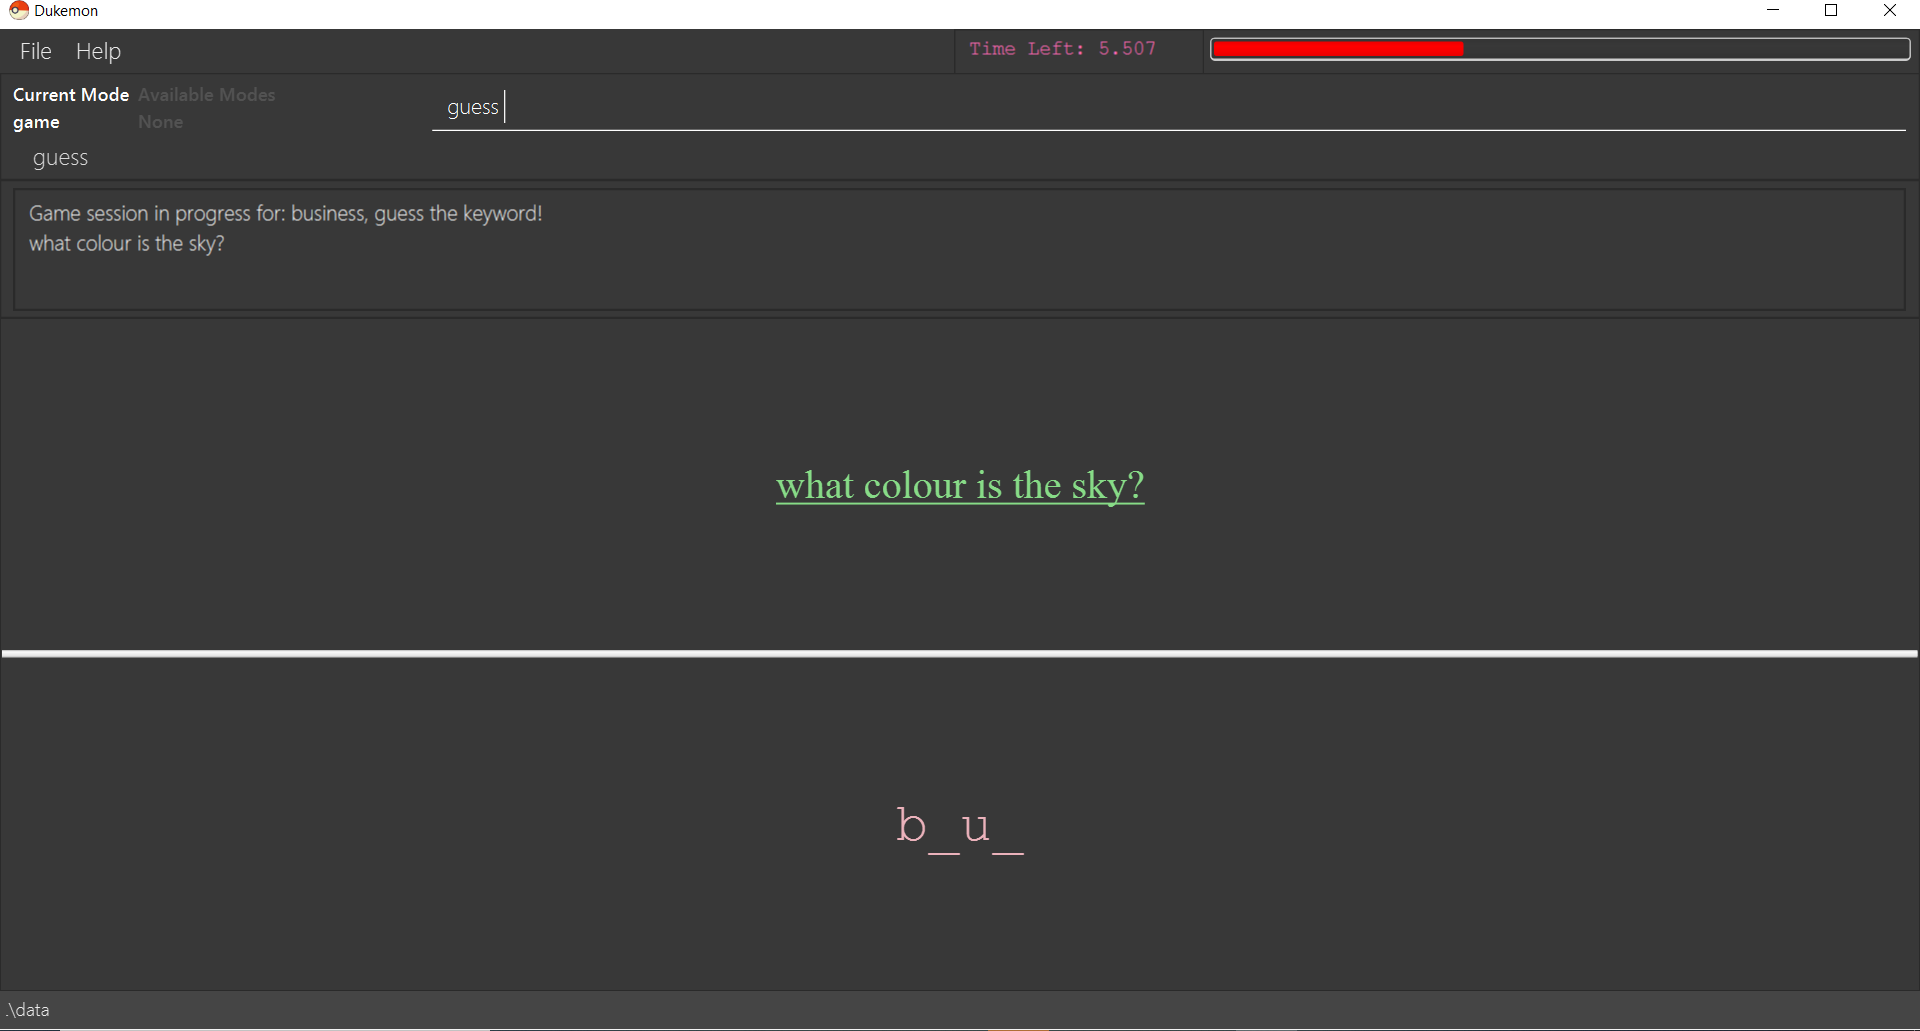 Dukemon
File Help
Time Left: 5.507
Current Mode Available Modes
game None
guess
guess
Game session in progress for: business, guess the keyword!
what colour is the sky?
what colour is the sky?
b_u_
.\data